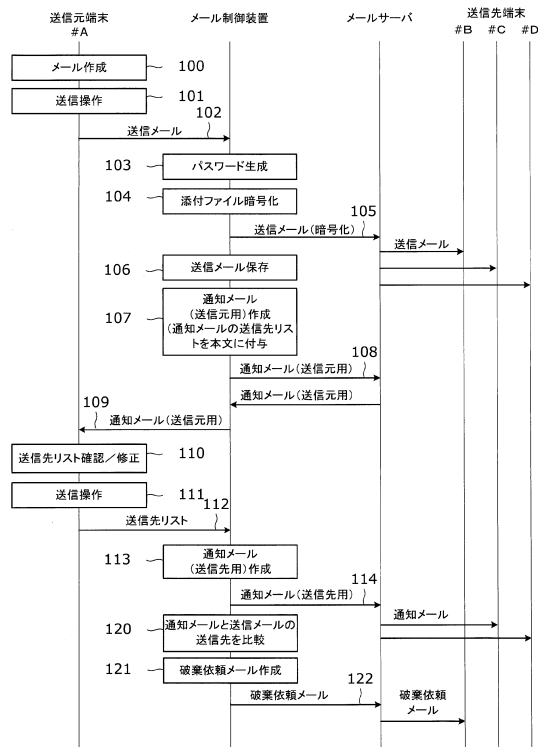 送信元端末
#A
メール制御装置
メールサーバ
送信先端末
#B
#C
#D
メール作成
100
送信操作
101
102
送信メール
103
パスワード生成
104
添付ファイル暗号化
105
送信メール(暗号化)
送信メール
106
送信メール保存
107
通知メール
(送信元用)作成
(通知メールの送信先リス
トを本文に付与
108
通知メール(送信元用)
通知メール(送信元用)
109
通知メール(送信元用)
送信先リスト確認/修正
110
送信操作
111
112
送信先リスト
113
通知メール
(送信先用)作成
114
通知メール(送信先用)
通知メール
120
通知メールと送信メールの
送信先を比較
121
破棄依頼メール作成
122
破棄依頼メール
破棄依頼
メール